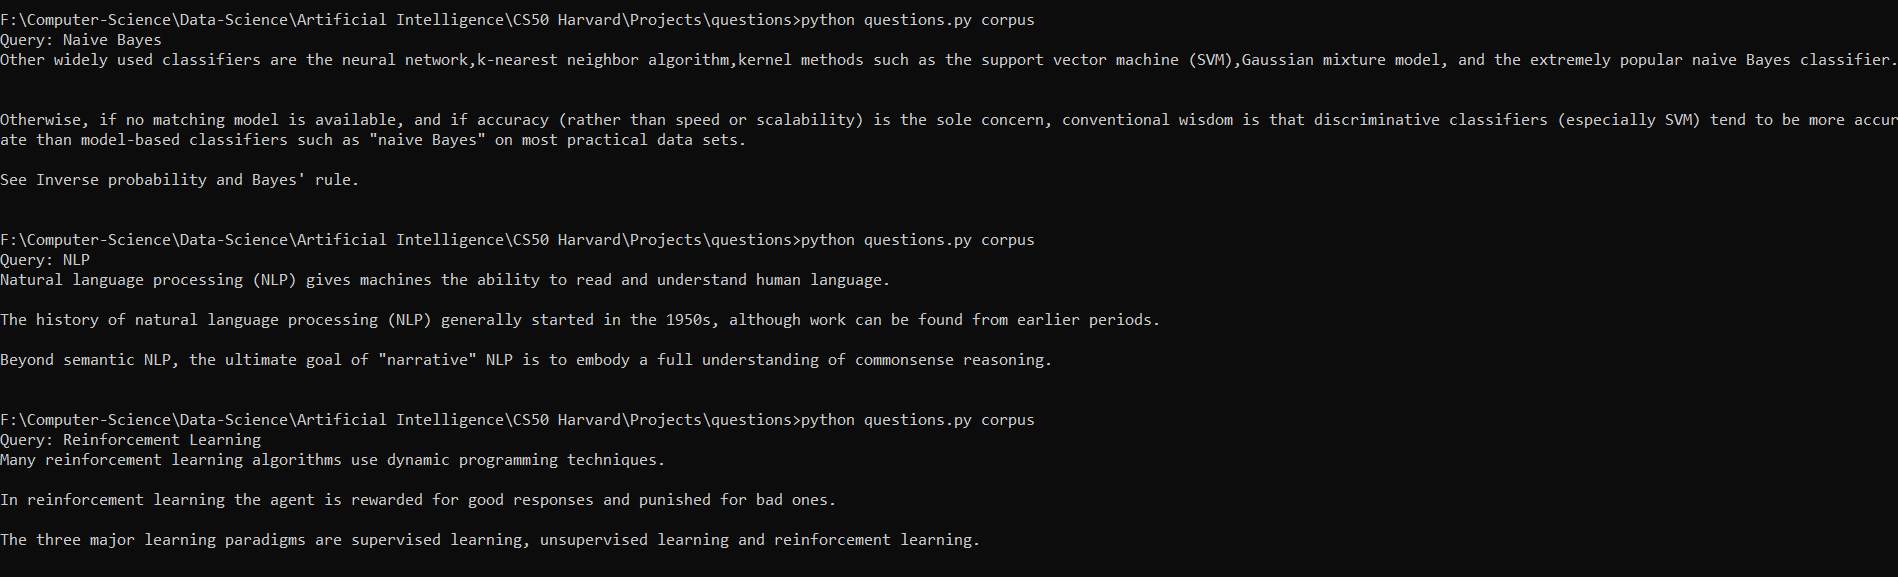 F:\Computer-Science\Data-Science\Artificial Intelligence\CS50 Harvard\Projects\questions>python questions.py corpus
Query: Naive Bayes
Other widely used classifiers are the neural network,k-nearest neighbor algorithm,kernel methods such as the support vector machine (SVM),Gaussian mixture model, and the extremely popular naive Bayes classifier.
Otherwise, if no matching model is available, and if accuracy (rather than speed or scalability) is the sole concern, conventional wisdom is that discriminative classifiers (especially SVM) tend to be more accur
ate than model-based classifiers such as "naive Bayes" on most practical data sets.
See Inverse probability and Bayes' rule.
F:\Computer-Science\Data-Science\Artificial Intelligence\CS50 Harvard\Projects\questions>python questions.py corpus
Query: NLP
Natural language processing (NLP) gives machines the ability to read and understand human language.
The history of natural language processing (NLP) generally started in the 1950s, although work can be found from earlier periods.
Beyond semantic NLP, the ultimate goal of "narrative" NLP is to embody a full understanding of commonsense reasoning.
F:\Computer-Science\Data-Science\Artificial Intelligence\CS50 Harvard\Projects\questions>python questions.py corpus
Query: Reinforcement Learning
Many reinforcement learning algorithms use dynamic programming techniques.
In reinforcement learning the agent is rewarded for good responses and punished for bad ones.
The three major learning paradigms are supervised learning, unsupervised learning and reinforcement learning.